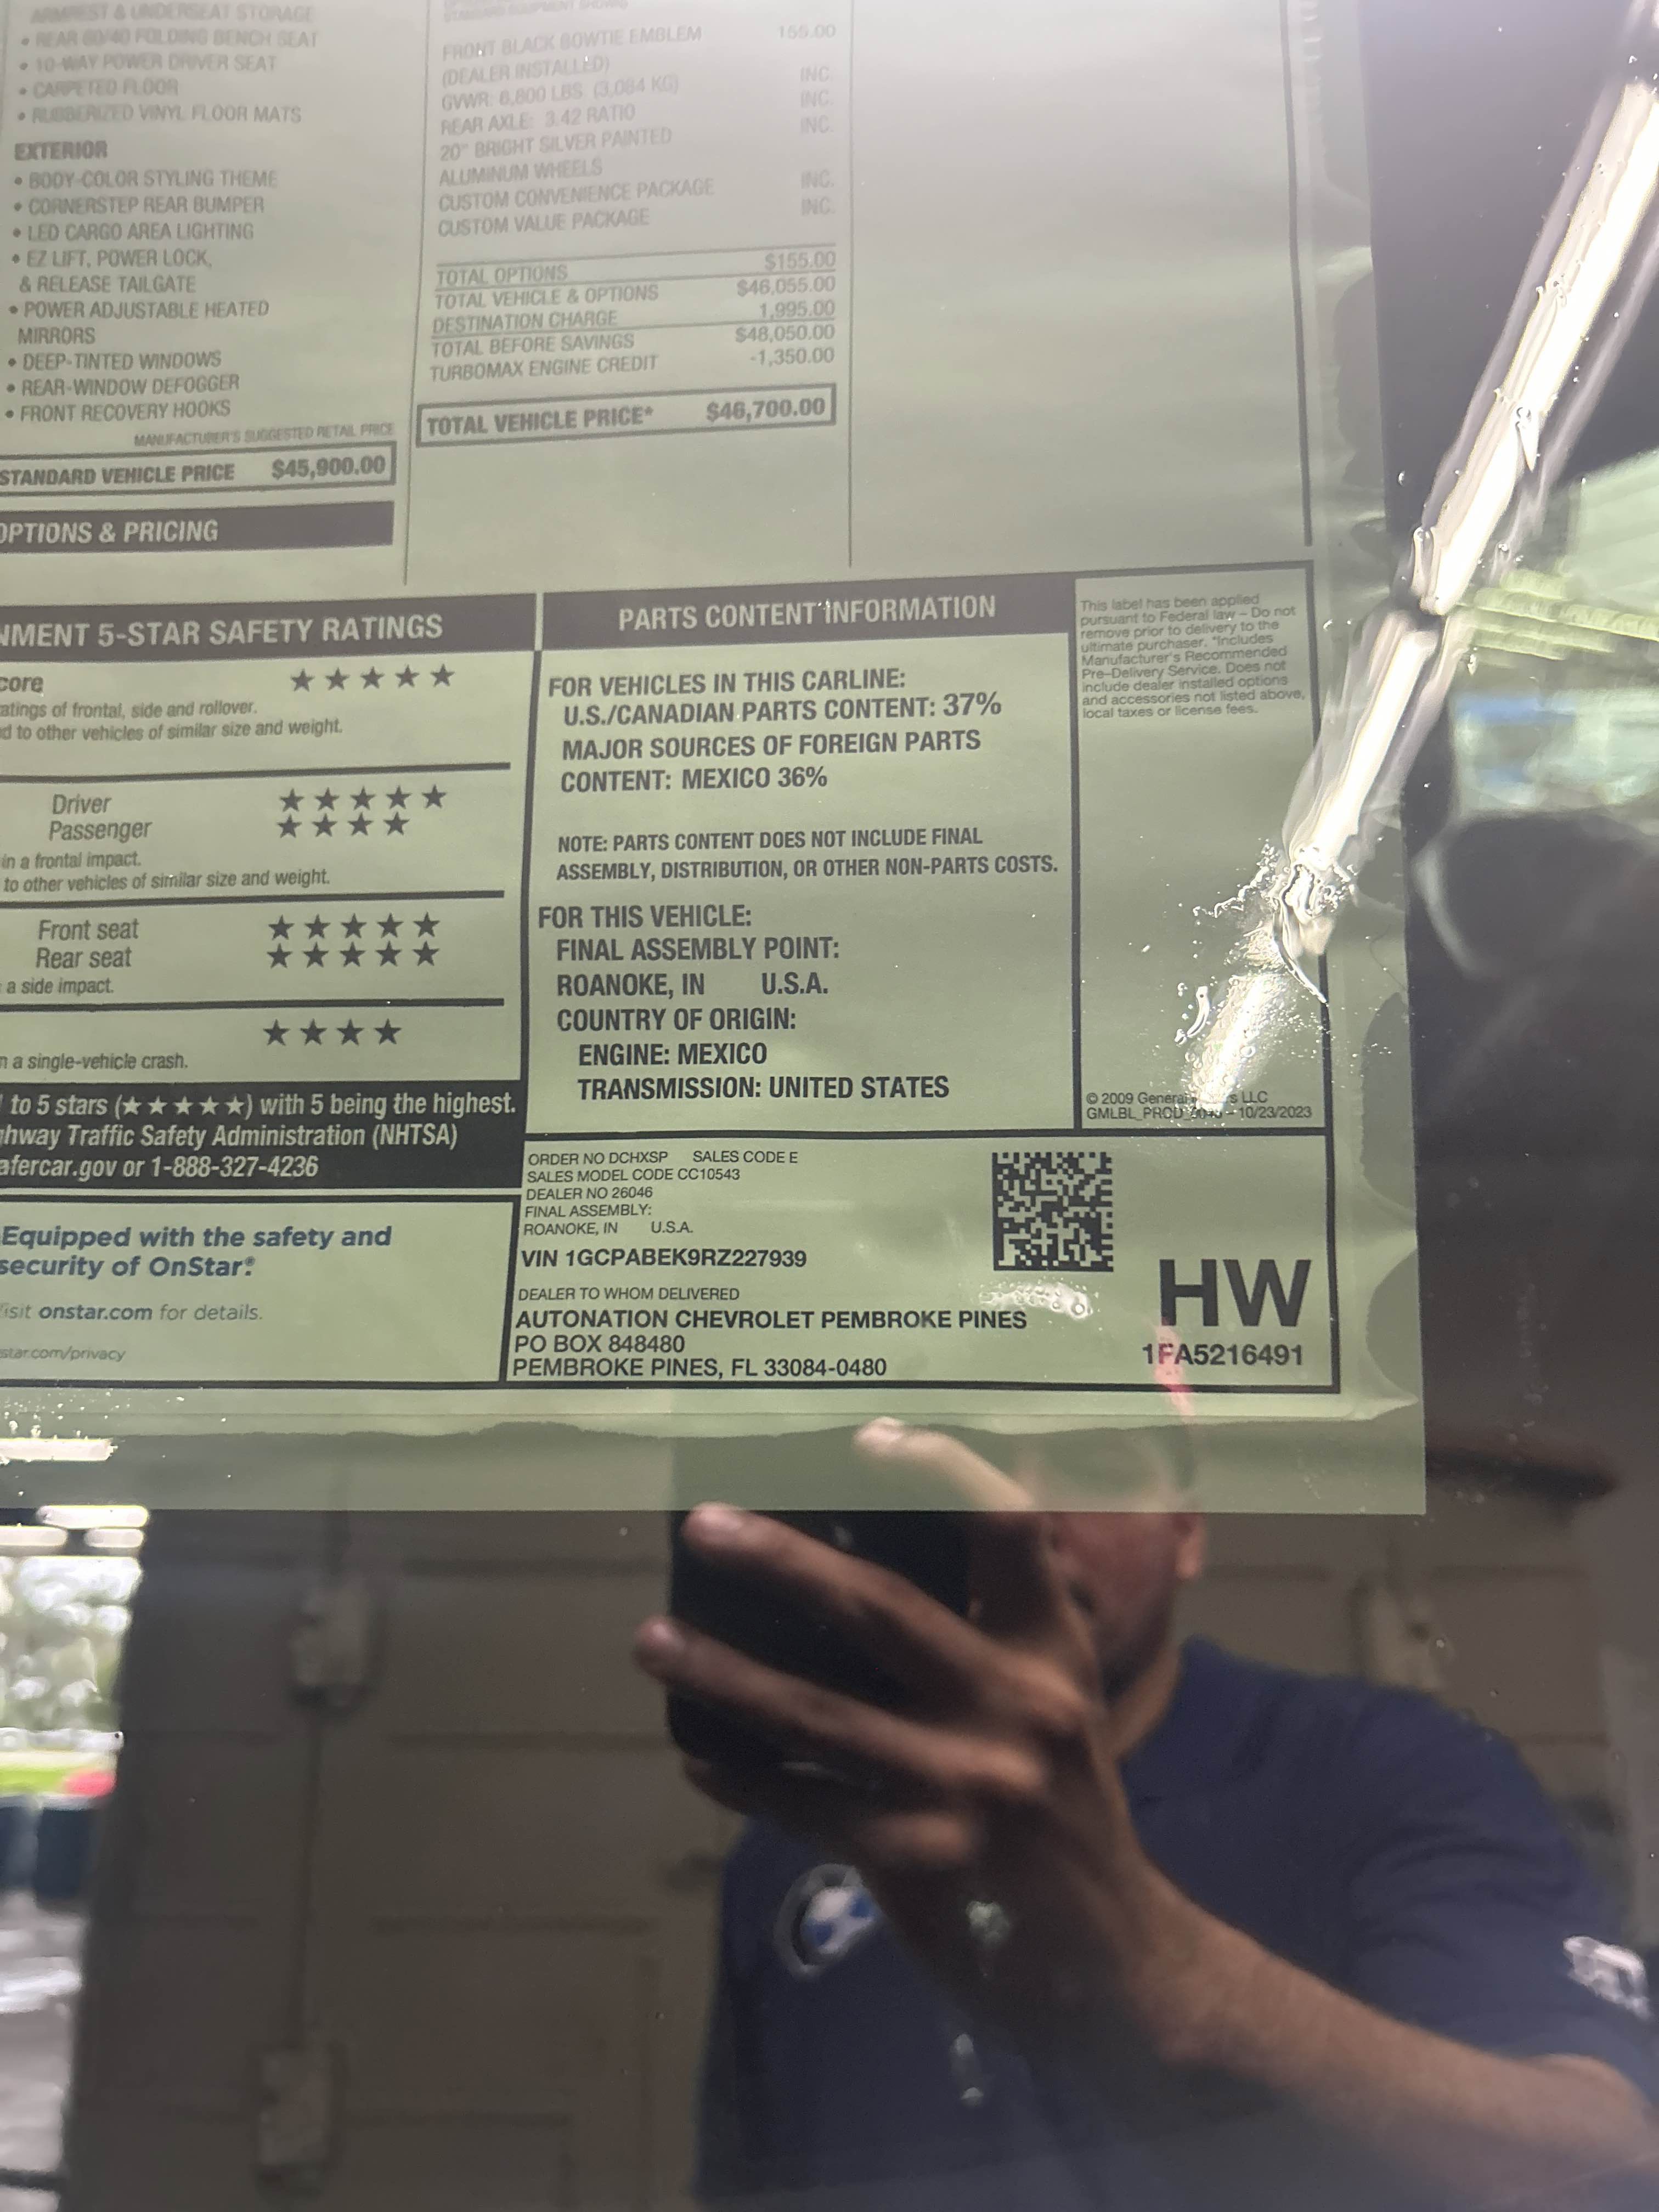 ARMREST & UNDERSEAT STORAGE
• REAR 60/40 FOLDING BENCH SEAT
• 10-WAY POWER DRIVER SEAT
• CARPETED FLOOR
• RUBBERIZED VINYL FLOOR MATS
EXTERIOR
• BODY-COLOR STYLING THEME
• CORNERSTEP REAR BUMPER
• LED CARGO AREA LIGHTING
• EZ LIFT, POWER LOCK,
& RELEASE TAILGATE
• POWER ADJUSTABLE HEATED
MIRRORS
• DEEP-TINTED WINDOWS
• REAR-WINDOW DEFOGGER
• FRONT RECOVERY HOOKS
MANUFACTURER'S SUGGESTED RETAIL PRICE
STANDARD VEHICLE PRICE $45,900.00
OPTIONS & PRICING
STANDARD EQUIPMENT SHOWN)
FRONT BLACK BOWTIE EMBLEM 155.00
(DEALER INSTALLED)
GVWR: 6,800 LBS. (3,084 KG) INC.
REAR AXLE: 3.42 RATIO INC.
20" BRIGHT SILVER PAINTED INC.
ALUMINUM WHEELS
CUSTOM CONVENIENCE PACKAGE INC.
CUSTOM VALUE PACKAGE INC.
TOTAL OPTIONS $155.00
TOTAL VEHICLE & OPTIONS $46,055.00
DESTINATION CHARGE 1,995.00
TOTAL BEFORE SAVINGS $48,050.00
TURBOMAX ENGINE CREDIT -1,350.00
TOTAL VEHICLE PRICE* $46,700.00
NMENT 5-STAR SAFETY RATINGS
core ★★★★★
atings of frontal, side and rollover.
d to other vehicles of similar size and weight.
Driver ★★★★★
Passenger ★★★★
in a frontal impact.
to other vehicles of similar size and weight.
Front seat ★★★★★
Rear seat ★★★★★
a side impact.
★★★★
n a single-vehicle crash.
to 5 stars (★★★★★) with 5 being the highest.
ghway Traffic Safety Administration (NHTSA)
afercar.gov or 1-888-327-4236
Equipped with the safety and
security of OnStar®
isit onstar.com for details.
star.com/privacy
PARTS CONTENT INFORMATION
FOR VEHICLES IN THIS CARLINE:
U.S./CANADIAN PARTS CONTENT: 37%
MAJOR SOURCES OF FOREIGN PARTS
CONTENT: MEXICO 36%
NOTE: PARTS CONTENT DOES NOT INCLUDE FINAL
ASSEMBLY, DISTRIBUTION, OR OTHER NON-PARTS COSTS.
FOR THIS VEHICLE:
FINAL ASSEMBLY POINT:
ROANOKE, IN U.S.A.
COUNTRY OF ORIGIN:
ENGINE: MEXICO
TRANSMISSION: UNITED STATES
This label has been applied
pursuant to Federal law – Do not
remove prior to delivery to the
ultimate purchaser. *Includes
Manufacturer's Recommended
Pre-Delivery Service. Does not
include dealer installed options
and accessories not listed above,
local taxes or license fees.
© 2009 General LLC
GMLBL_PROD 10/23/2023
ORDER NO DCHXSP SALES CODE E
SALES MODEL CODE CC10543
DEALER NO 26046
FINAL ASSEMBLY:
ROANOKE, IN U.S.A.
VIN 1GCPABEK9RZ227939
DEALER TO WHOM DELIVERED
AUTONATION CHEVROLET PEMBROKE PINES
PO BOX 848480
PEMBROKE PINES, FL 33084-0480
HW
1FA5216491